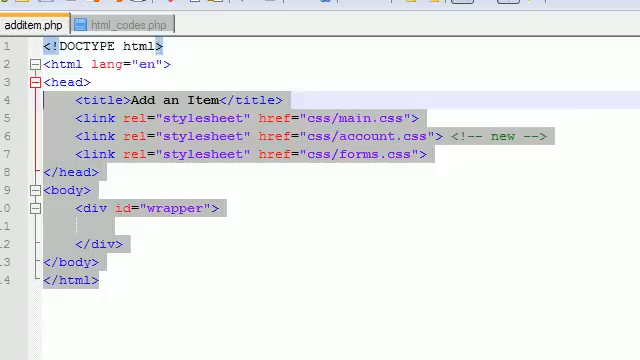 additem.php html_codes.php
1 <!DOCTYPE html>
2 <html lang="en">
3 <head>
4 <title>Add an Item</title>
5 <link rel="stylesheet" href="css/main.css">
6 <link rel="stylesheet" href="css/account.css"> <!-- new -->
7 <link rel="stylesheet" href="css/forms.css">
8 </head>
9 <body>
10 <div id="wrapper">
11
12 </div>
13 </body>
14 </html>